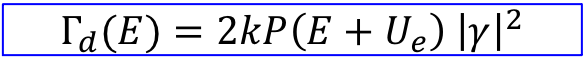 Γ_d(E) = 2kP(E + U_e) |γ|²